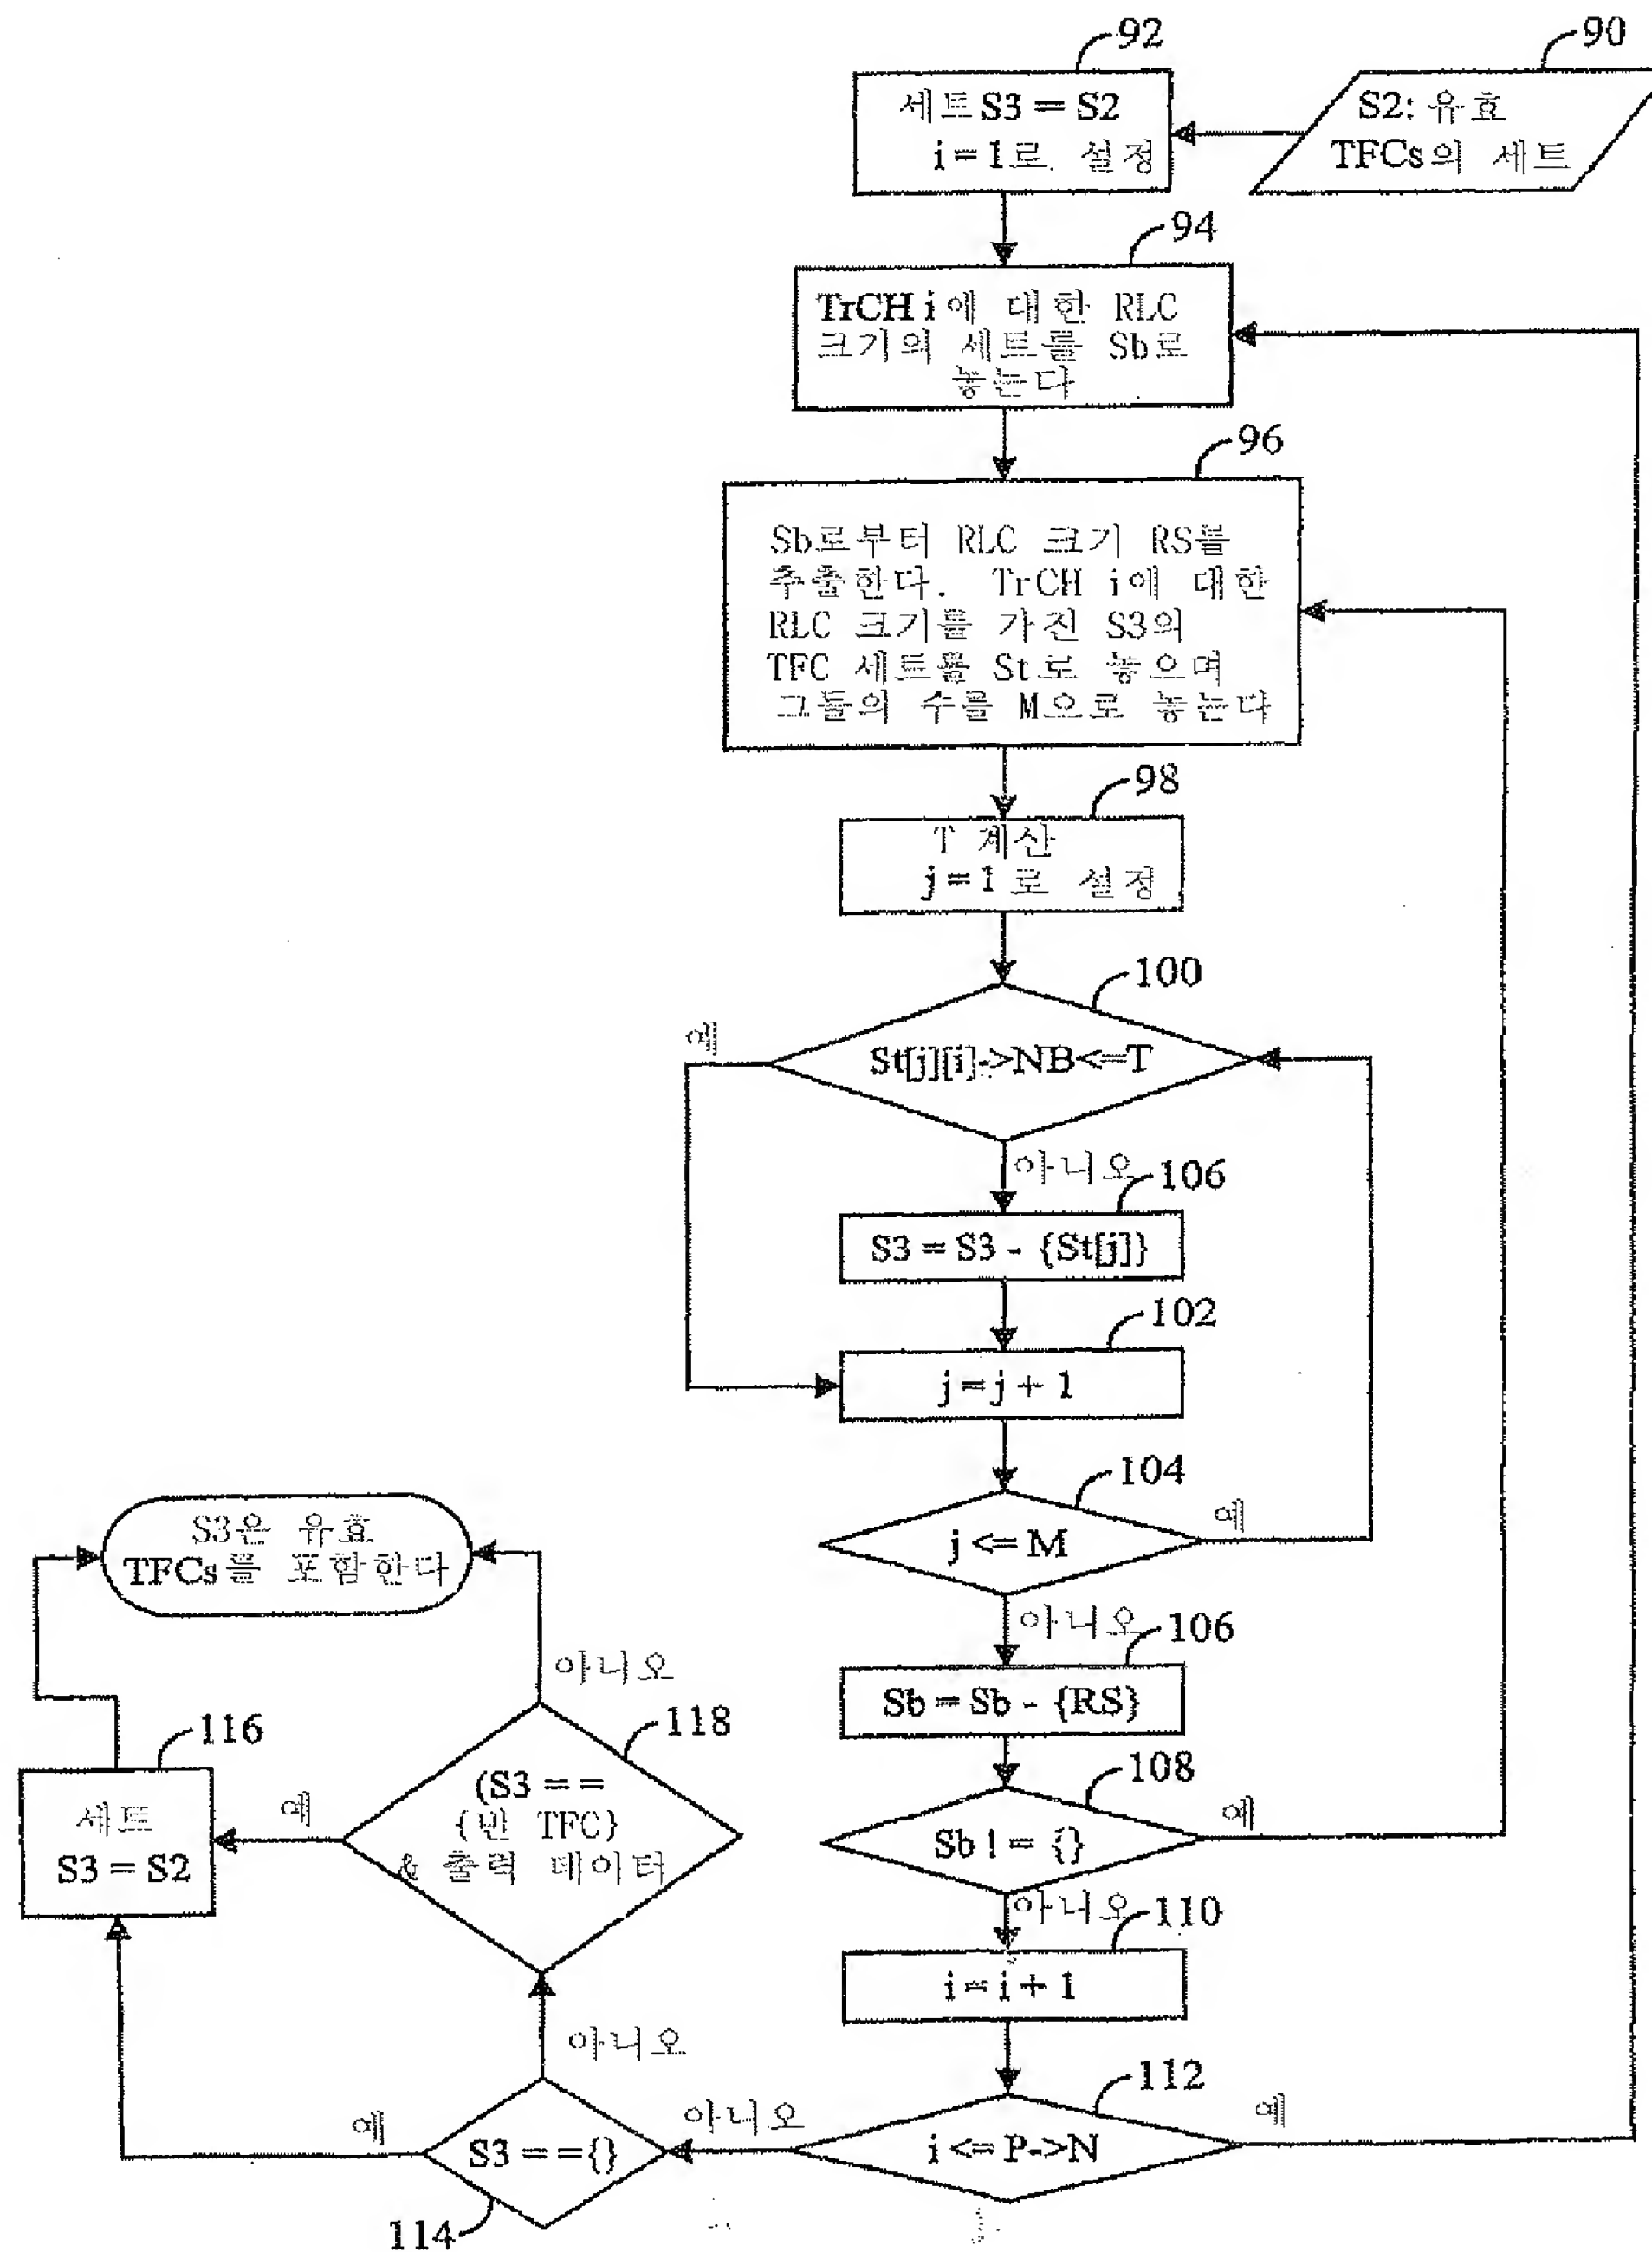 92
90
세트 S3 = S2
i = 1로 설정
S2: 유효
TFCs의 세트
94
TrCH i에 대한 RLC
크기의 세트를 Sb로
놓는다
96
Sb로부터 RLC 크기 RS를
추출한다. TrCH i에 대한
RLC 크기를 가진 S3의
TFC 세트를 St로 놓으며
그들의 수를 M으로 놓는다
98
T 계산
j = 1 로 설정
100
예
St[j][i]->NB<=T
아니오
106
S3 = S3 - {St[j]}
102
j = j + 1
104
j <= M
예
아니오
106
Sb = Sb - {RS}
108
Sb ! = {}
예
아니오
110
i = i + 1
112
i <= P->N
예
아니오
S3 = ={}
114
예
아니오
118
(S3 = =
{빈 TFC}
& 출력 데이터
예
아니오
116
세트
S3 = S2
S3은 유효
TFCs를 포함한다